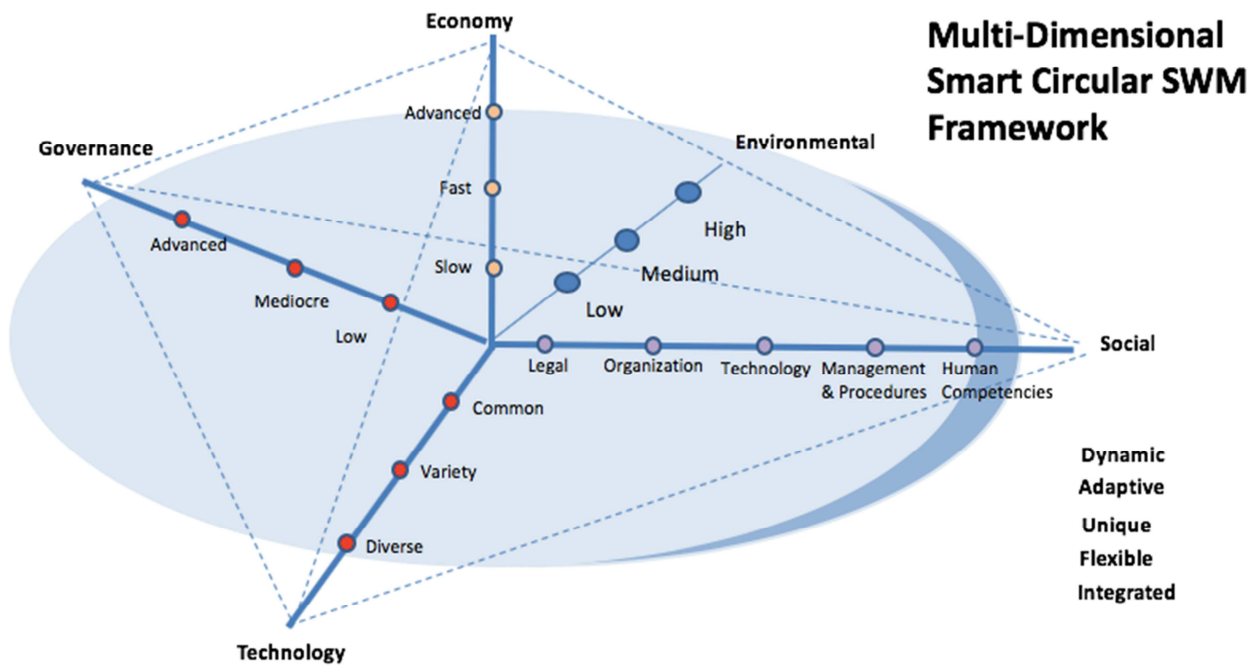 Economy
Multi-Dimensional
Smart Circular SWM
Framework
Advanced
Environmental
Governance
Fast
High
Advanced
Slow
Medium
Mediocre
Low
Low
Social
Legal
Organization
Technology
Management
& Procedures
Human
Competencies
Common
Variety
Diverse
Dynamic
Adaptive
Unique
Flexible
Integrated
Technology